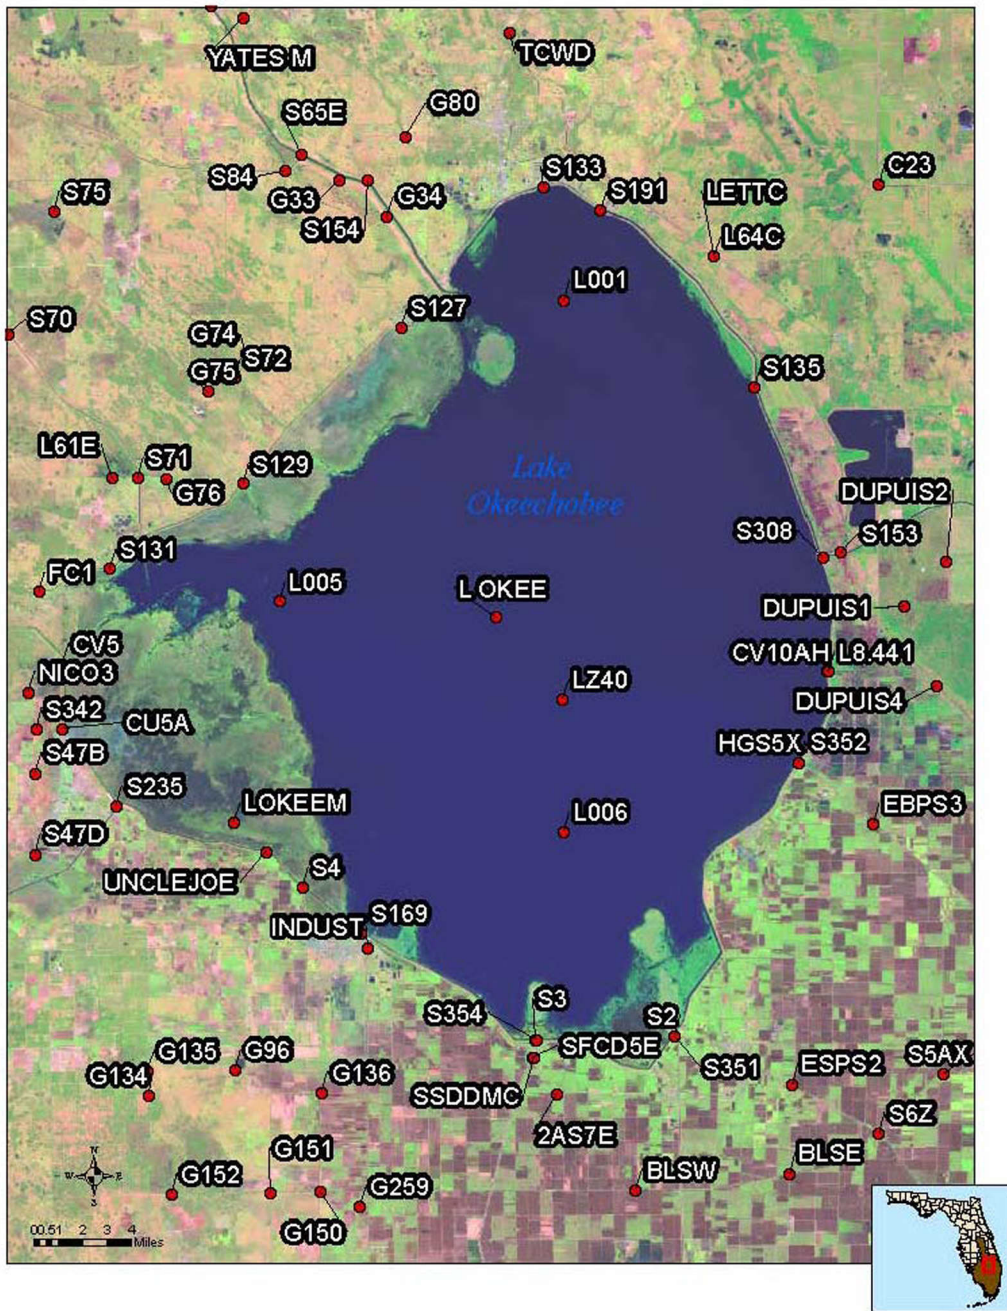 YATES M
TCWD
G80
S65E
S133
C23
S84
LETTC
S75
G33
G34
S191
S154
L64C
L001
S70
S127
G74
S72
G75
S135
Lake
Okeechobee
L61E
S71
S129
DUPUIS2
G76
S308
S153
S131
FC1
L005
L OKEE
DUPUIS1
CV5
CV10AH L8.441
NICO3
LZ40
DUPUIS4
S342
CU5A
HGS5X
S352
S47B
S235
LOKEEM
L006
EBPS3
S47D
UNCLEJOE
S4
S169
INDUST
S3
S354
S2
SFCD5E
G135
G96
S351
S5AX
G134
G136
SSDDMC
ESPS2
2AS7E
S6Z
G151
BLSW
BLSE
N
W E
S
G152
G259
G150
00.51 2 3 4
Miles